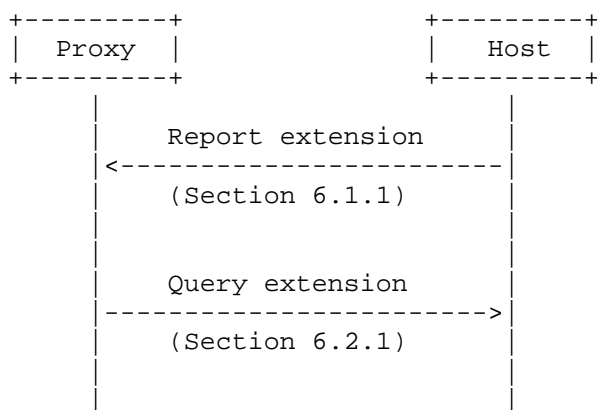 Proxy Host
Report extension
(Section 6.1.1)
Query extension
(Section 6.2.1)